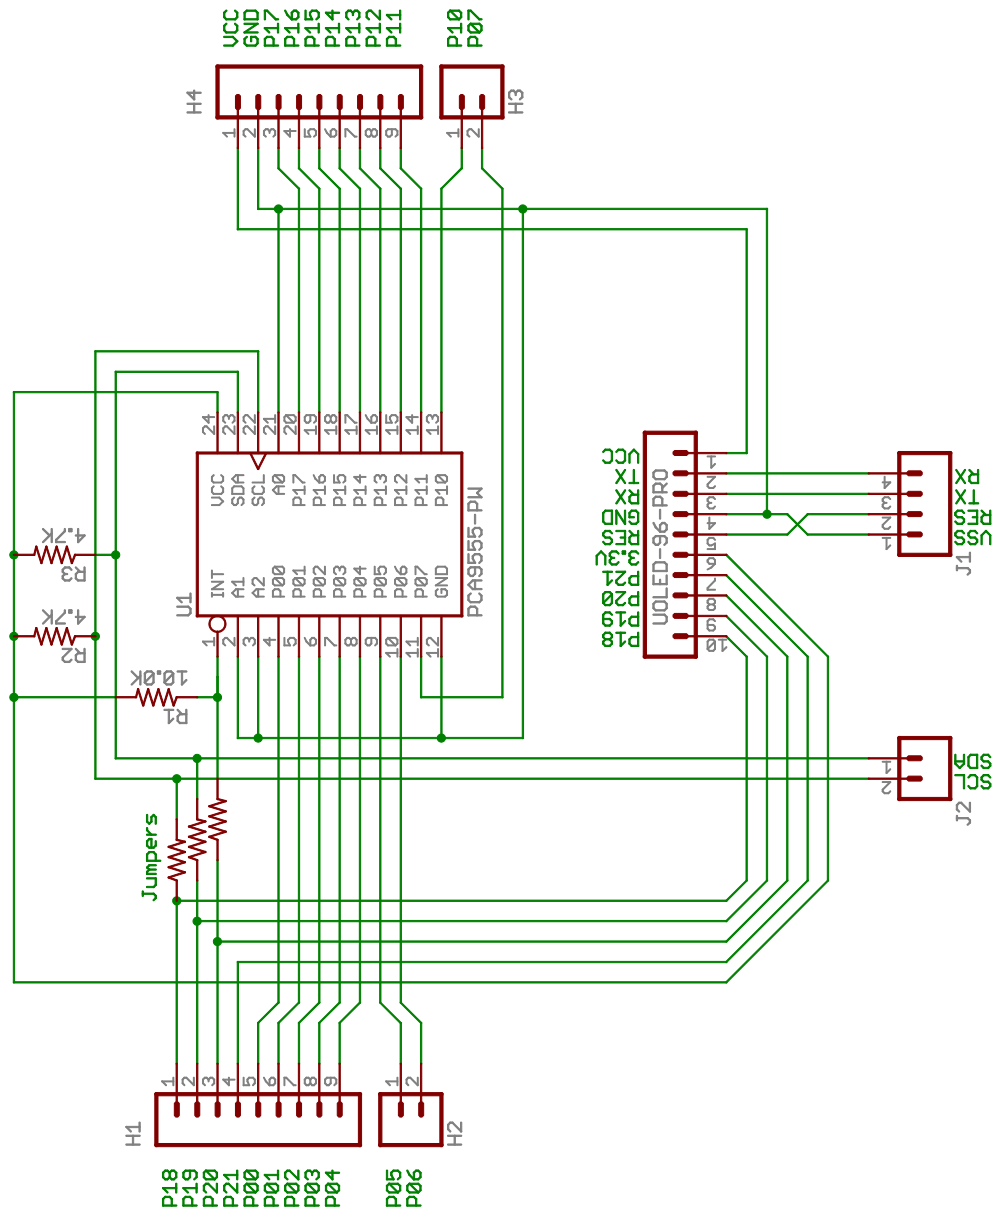 VCC
GND
P17
P16
P15
P14
P13
P12
P11
P10
P07
H4
H3
1
2
3
4
5
6
7
8
9
1
2
24
23
22
21
20
19
18
17
16
15
14
13
VCC
SDA
SCL
A0
P17
P16
P15
P14
P13
P12
P11
P10
INT
A1
A2
P00
P01
P02
P03
P04
P05
P06
P07
GND
U1
PCA9555-PW
1
2
3
4
5
6
7
8
9
10
11
12
4.7K
R3
4.7K
R2
10.0K
R1
VCC
TX
RX
GND
RES
3.3V
P21
P20
P19
P18
UOLED-96-PRO
1
2
3
4
5
6
7
8
9
10
4
3
2
1
RX
TX
RES
VSS
J1
1
2
SDA
SCL
J2
Jumpers
1
2
3
4
5
6
7
8
9
1
2
H1
H2
P18
P19
P20
P21
P00
P01
P02
P03
P04
P05
P06